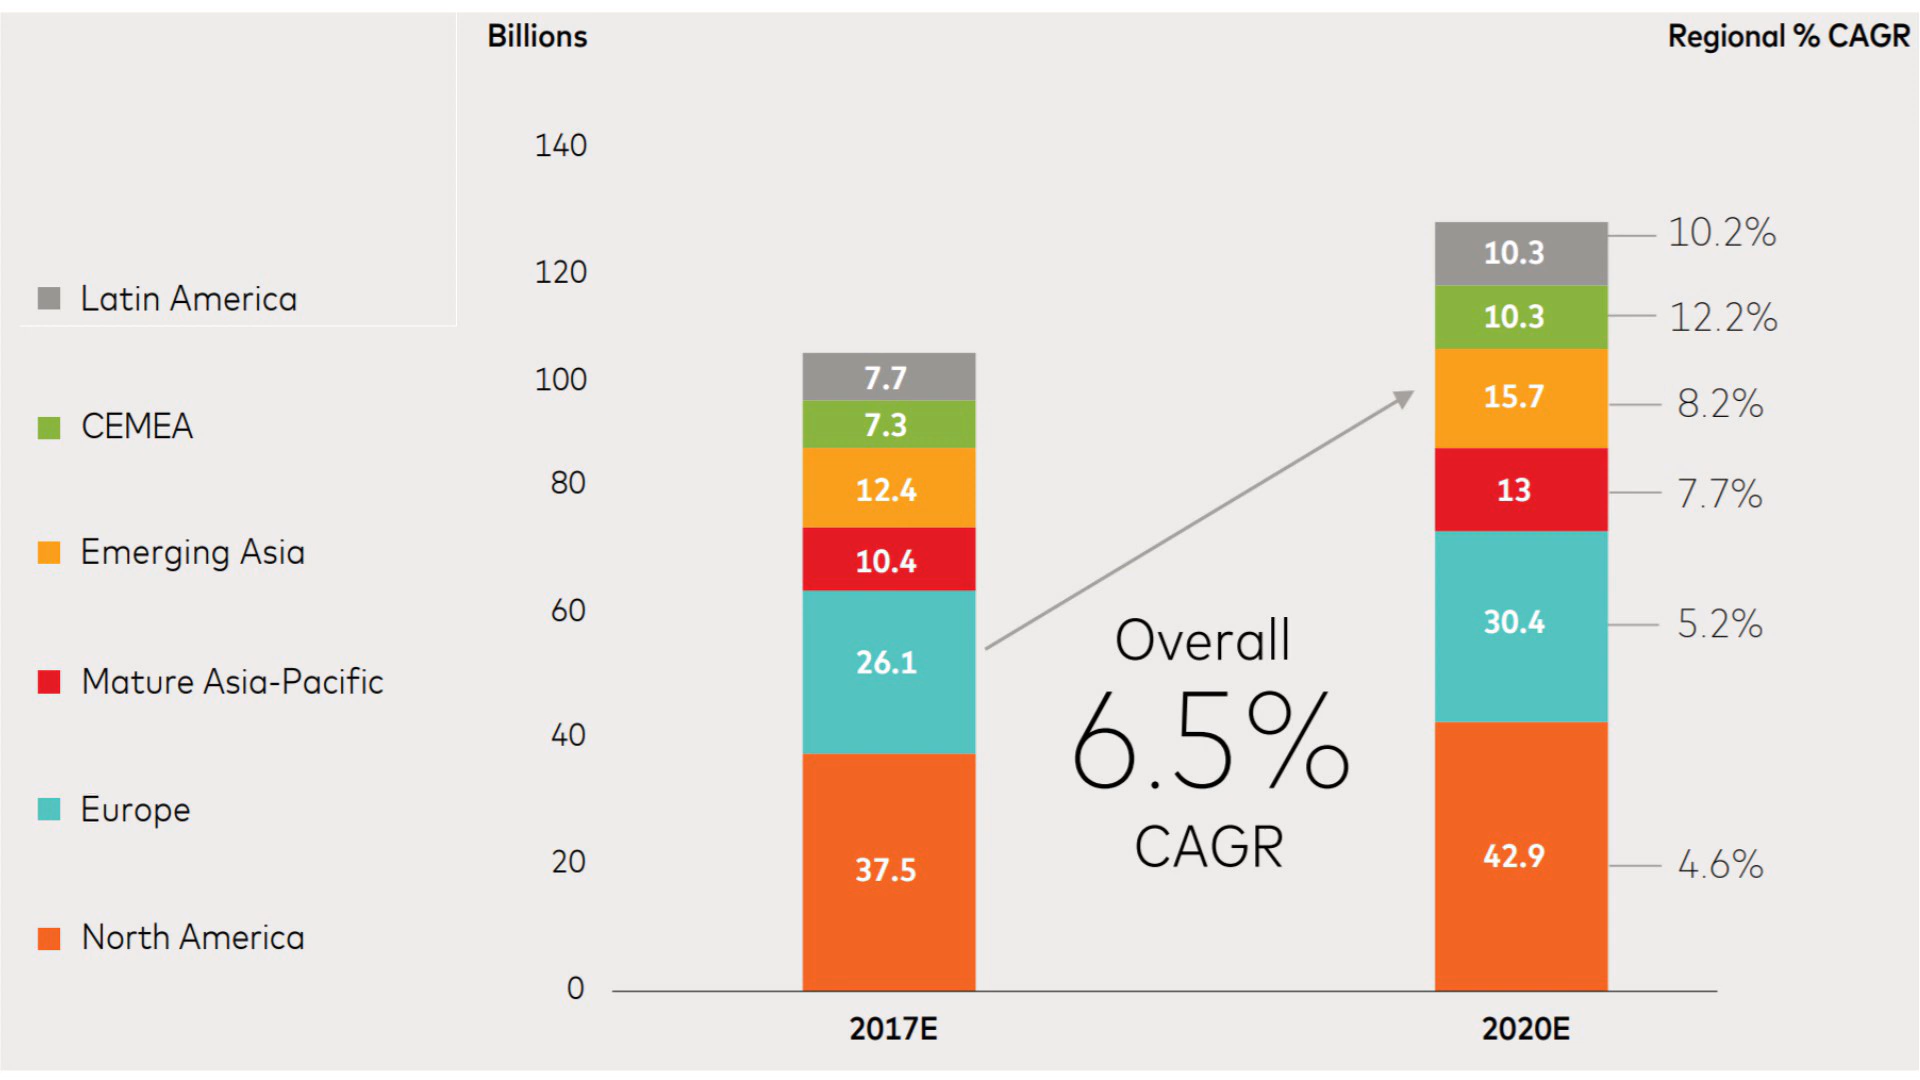 Billions
Regional % CAGR
140
120
100
80
60
40
20
0
Latin America
CEMEA
Emerging Asia
Mature Asia-Pacific
Europe
North America
7.7
7.3
12.4
10.4
26.1
37.5
2017E
Overall
6.5%
CAGR
10.3
10.3
15.7
13
30.4
42.9
2020E
10.2%
12.2%
8.2%
7.7%
5.2%
4.6%